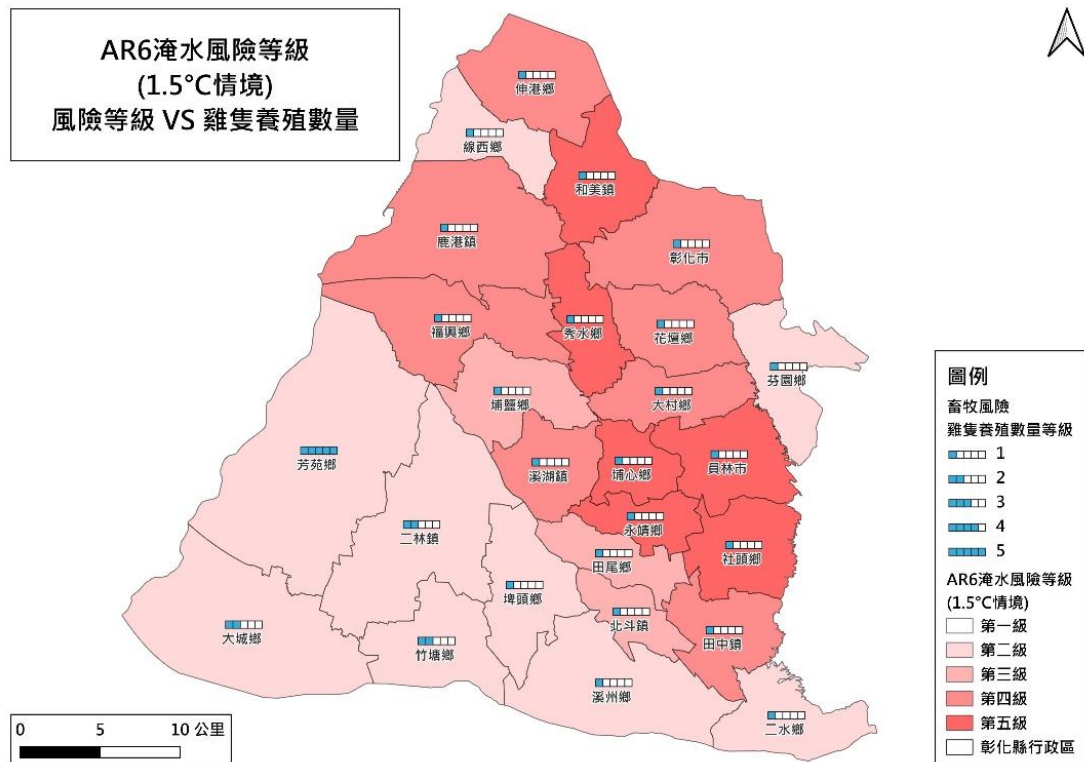 AR6淹水風險等級
(1.5°C情境)
風險等級 VS 雞隻養殖數量
伸港鄉
線西鄉
和美鎮
鹿港鎮
彰化市
福興鄉
秀水鄉
花壇鄉
芬園鄉
埔鹽鄉
大村鄉
芳苑鄉
溪湖鎮
埔心鄉
員林市
二林鎮
永靖鄉
社頭鄉
田尾鄉
埤頭鄉
大城鄉
竹塘鄉
北斗鎮
田中鎮
溪州鄉
二水鄉
圖例
畜牧風險
雞隻養殖數量等級
1
2
3
4
5
AR6淹水風險等級
(1.5°C情境)
第一級
第二級
第三級
第四級
第五級
彰化縣行政區
0 5 10 公里